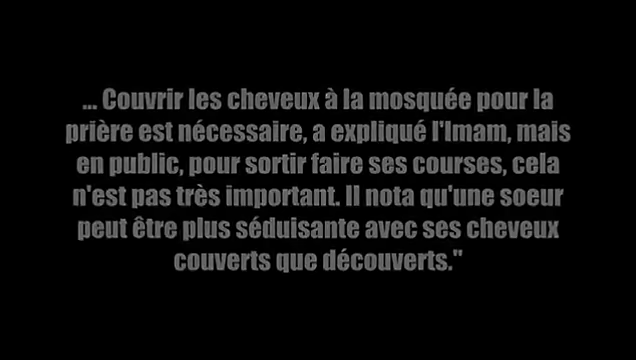 ... Couvrir les cheveux à la mosquée pour la
prière est nécessaire, a expliqué l'Imam, mais
en public, pour sortir faire ses courses, cela
n'est pas très important. Il nota qu'une soeur
peut être plus séduisante avec ses cheveux
couverts que découverts."